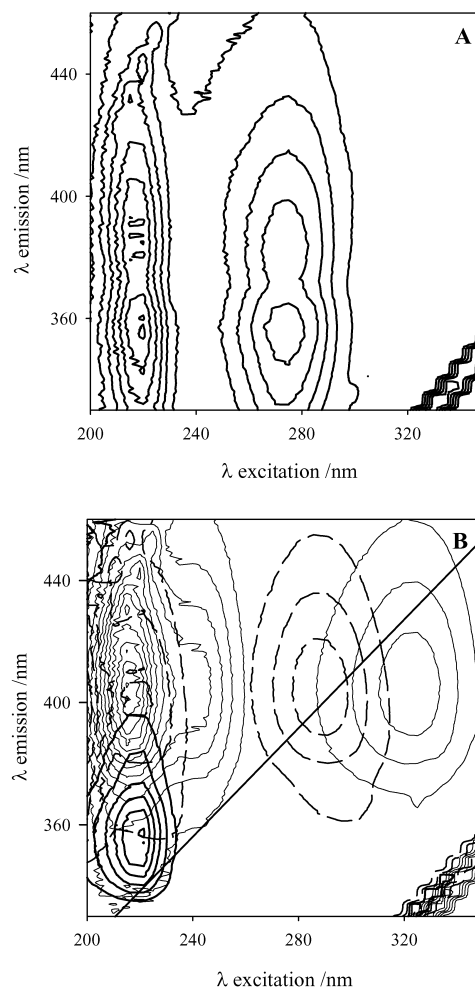 A
440
400
360
λ emission /nm
200 240 280 320
λ excitation /nm
B
440
400
360
λ emission /nm
200 240 280 320
λ excitation /nm